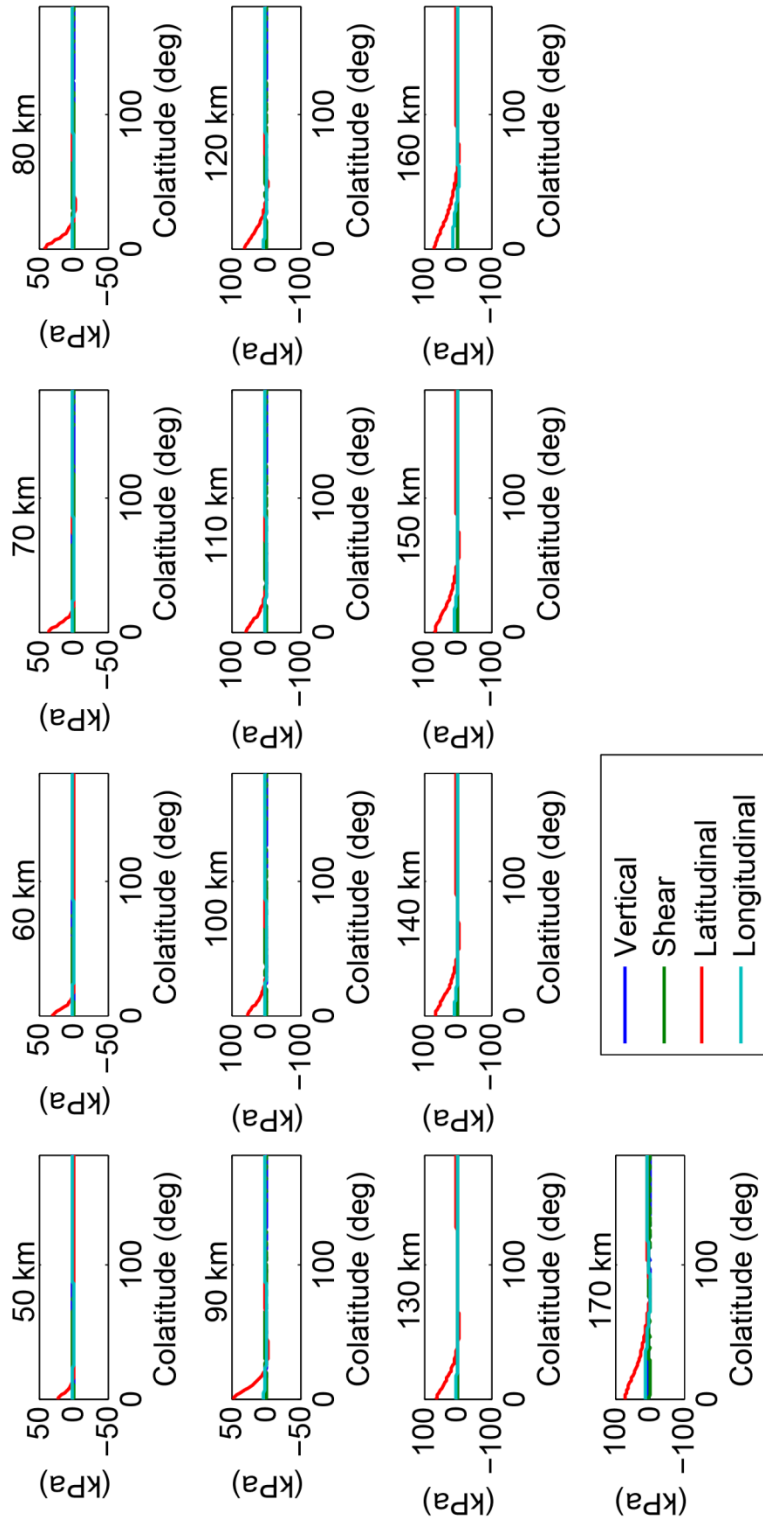 50 km
50
0
−50
(kPa)
0
100
Colatitude (deg)
60 km
50
0
−50
(kPa)
0
100
Colatitude (deg)
70 km
50
0
−50
(kPa)
0
100
Colatitude (deg)
80 km
50
0
−50
(kPa)
0
100
Colatitude (deg)
90 km
50
0
−50
(kPa)
0
100
Colatitude (deg)
100 km
100
0
−100
(kPa)
0
100
Colatitude (deg)
110 km
100
0
−100
(kPa)
0
100
Colatitude (deg)
120 km
100
0
−100
(kPa)
0
100
Colatitude (deg)
130 km
100
0
−100
(kPa)
0
100
Colatitude (deg)
140 km
100
0
−100
(kPa)
0
100
Colatitude (deg)
150 km
100
0
−100
(kPa)
0
100
Colatitude (deg)
160 km
100
0
−100
(kPa)
0
100
Colatitude (deg)
170 km
100
0
−100
(kPa)
0
100
Colatitude (deg)
Vertical
Shear
Latitudinal
Longitudinal